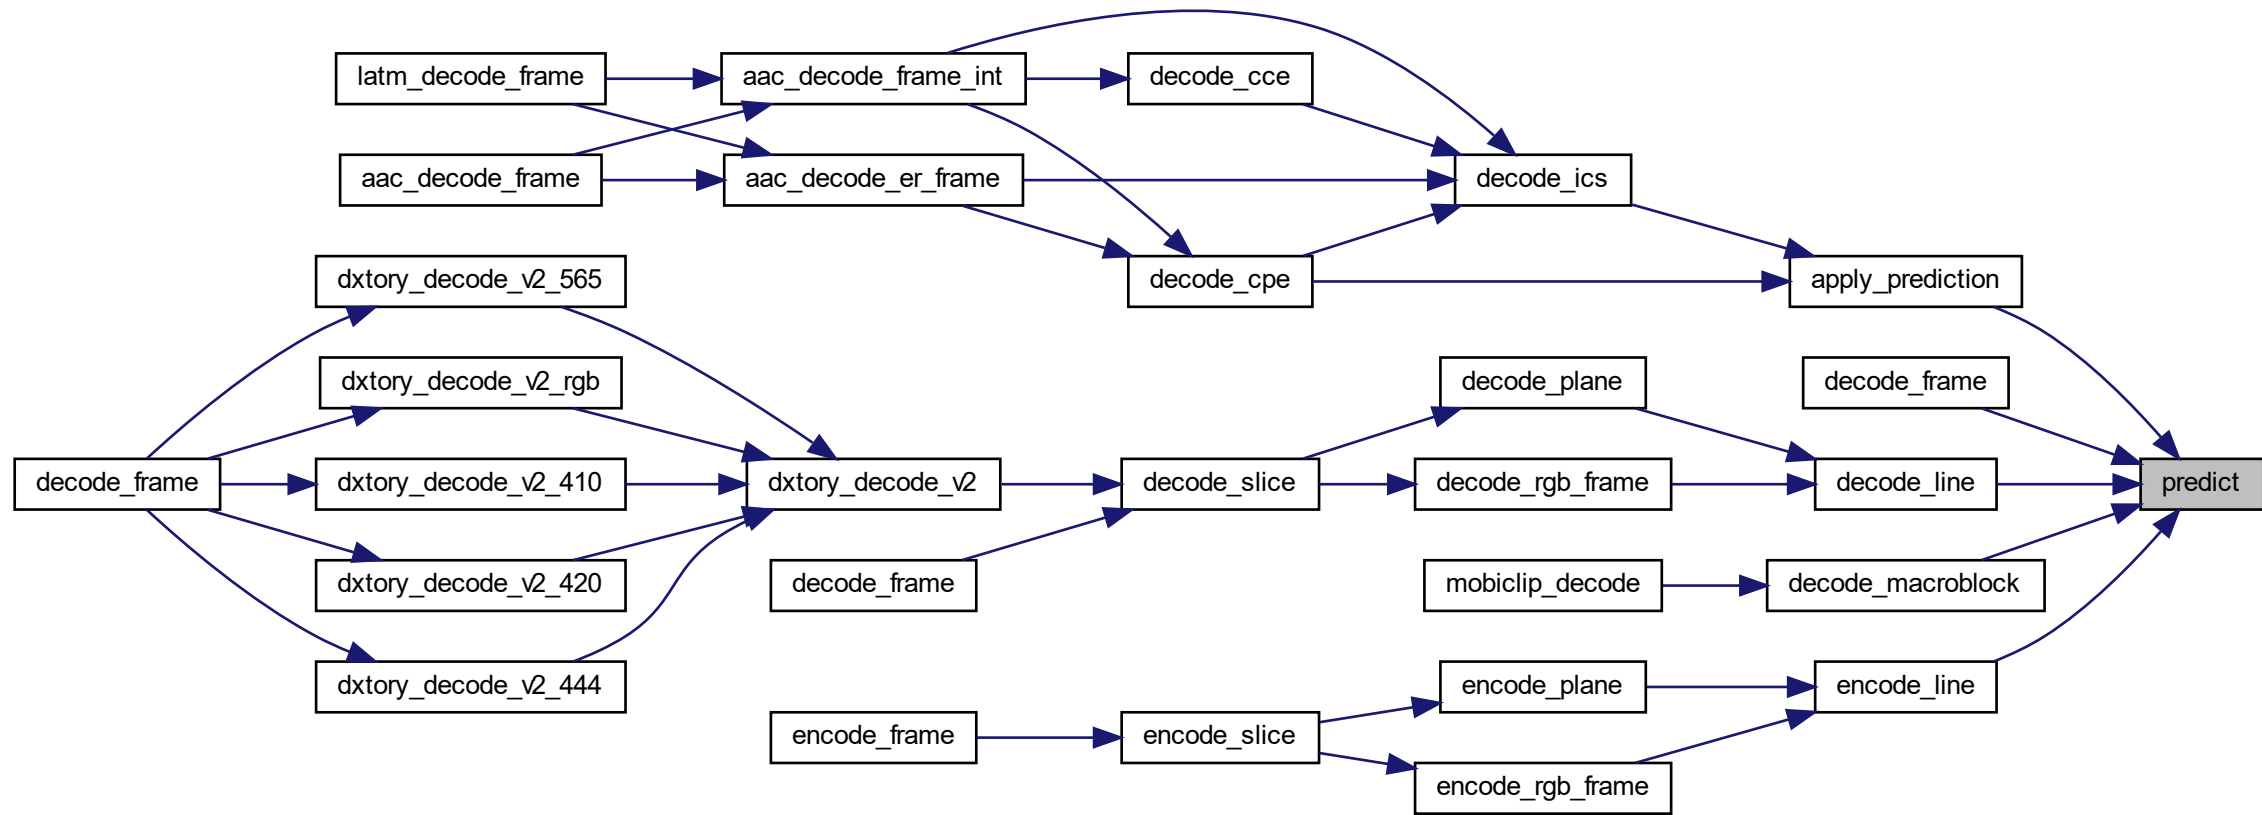 latm_decode_frame
aac_decode_frame_int
decode_cce
aac_decode_frame
aac_decode_er_frame
decode_ics
dxtory_decode_v2_565
decode_cpe
apply_prediction
dxtory_decode_v2_rgb
decode_plane
decode_frame
decode_frame
dxtory_decode_v2_410
dxtory_decode_v2
decode_slice
decode_rgb_frame
decode_line
predict
dxtory_decode_v2_420
decode_frame
mobiclip_decode
decode_macroblock
dxtory_decode_v2_444
encode_plane
encode_line
encode_frame
encode_slice
encode_rgb_frame